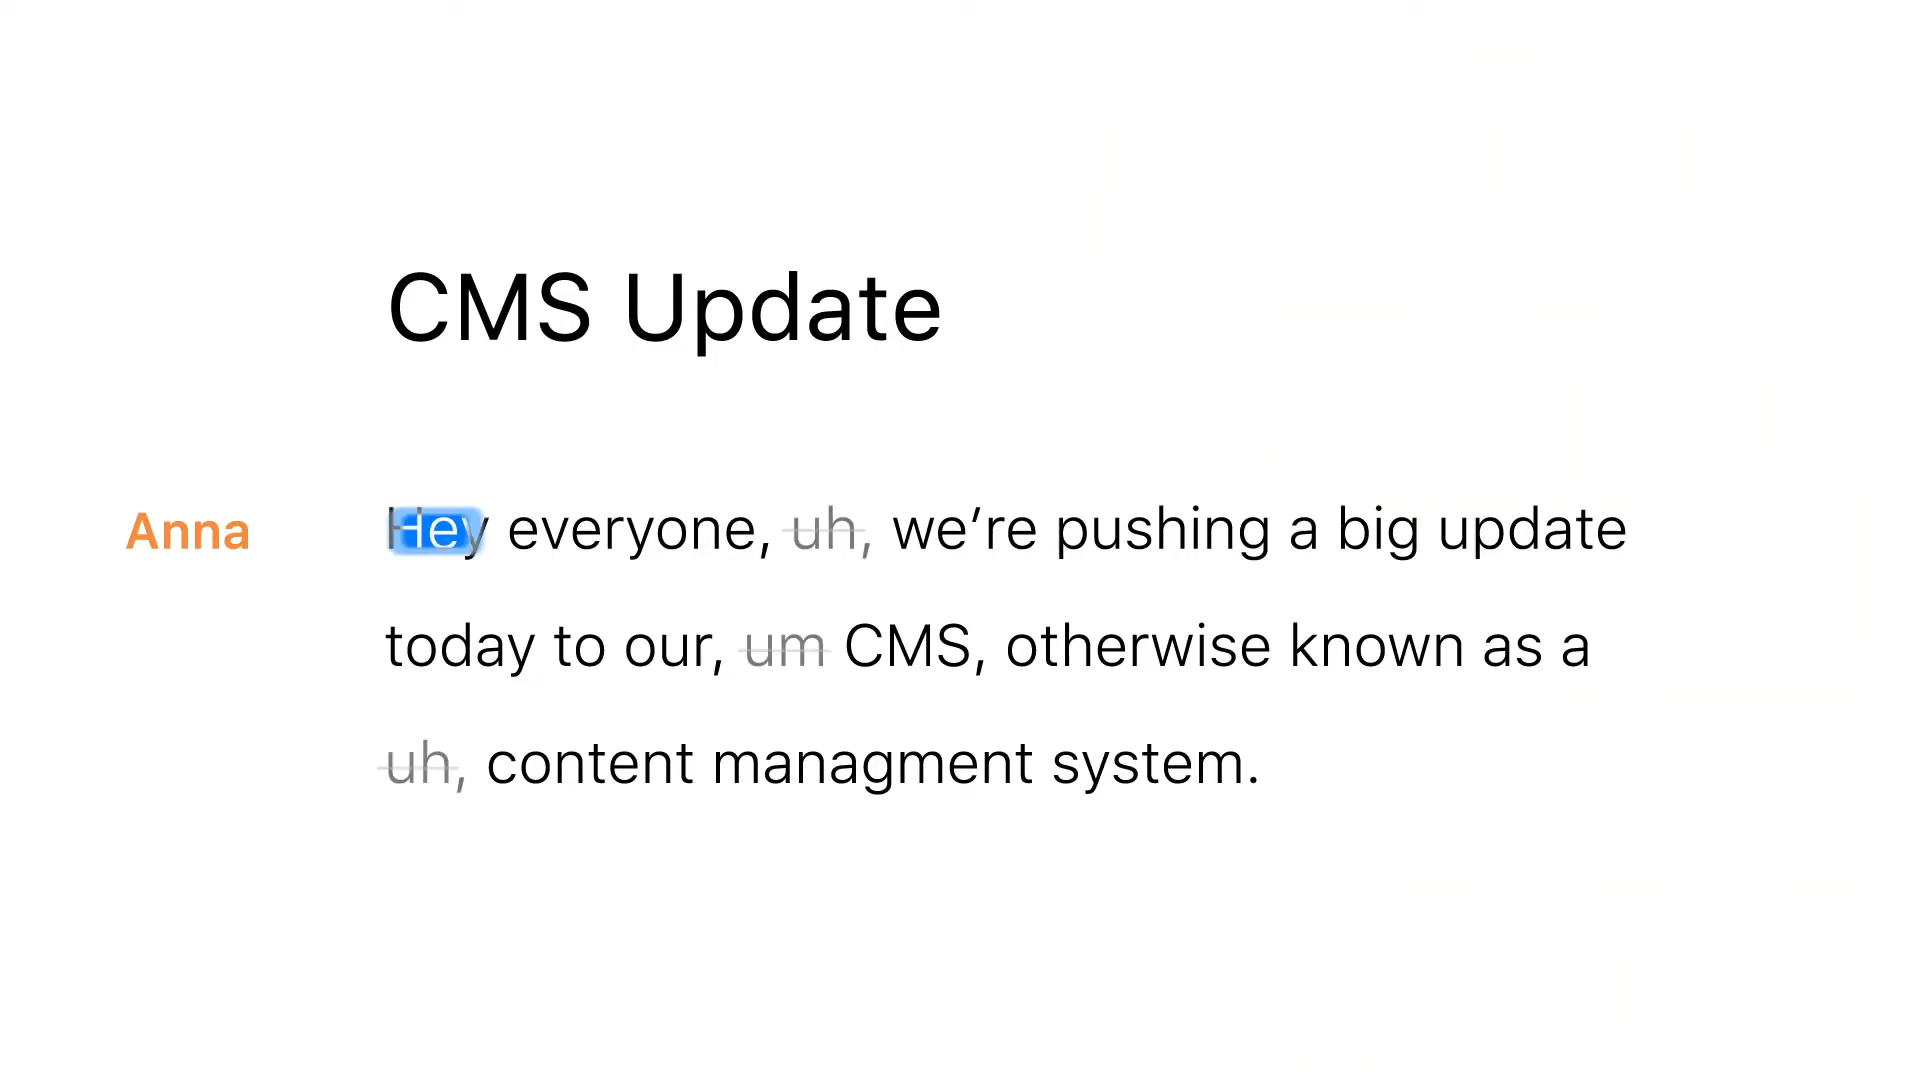 CMS Update
Anna
Hey everyone, uh, we’re pushing a big update
today to our, um CMS, otherwise known as a
uh, content managment system.